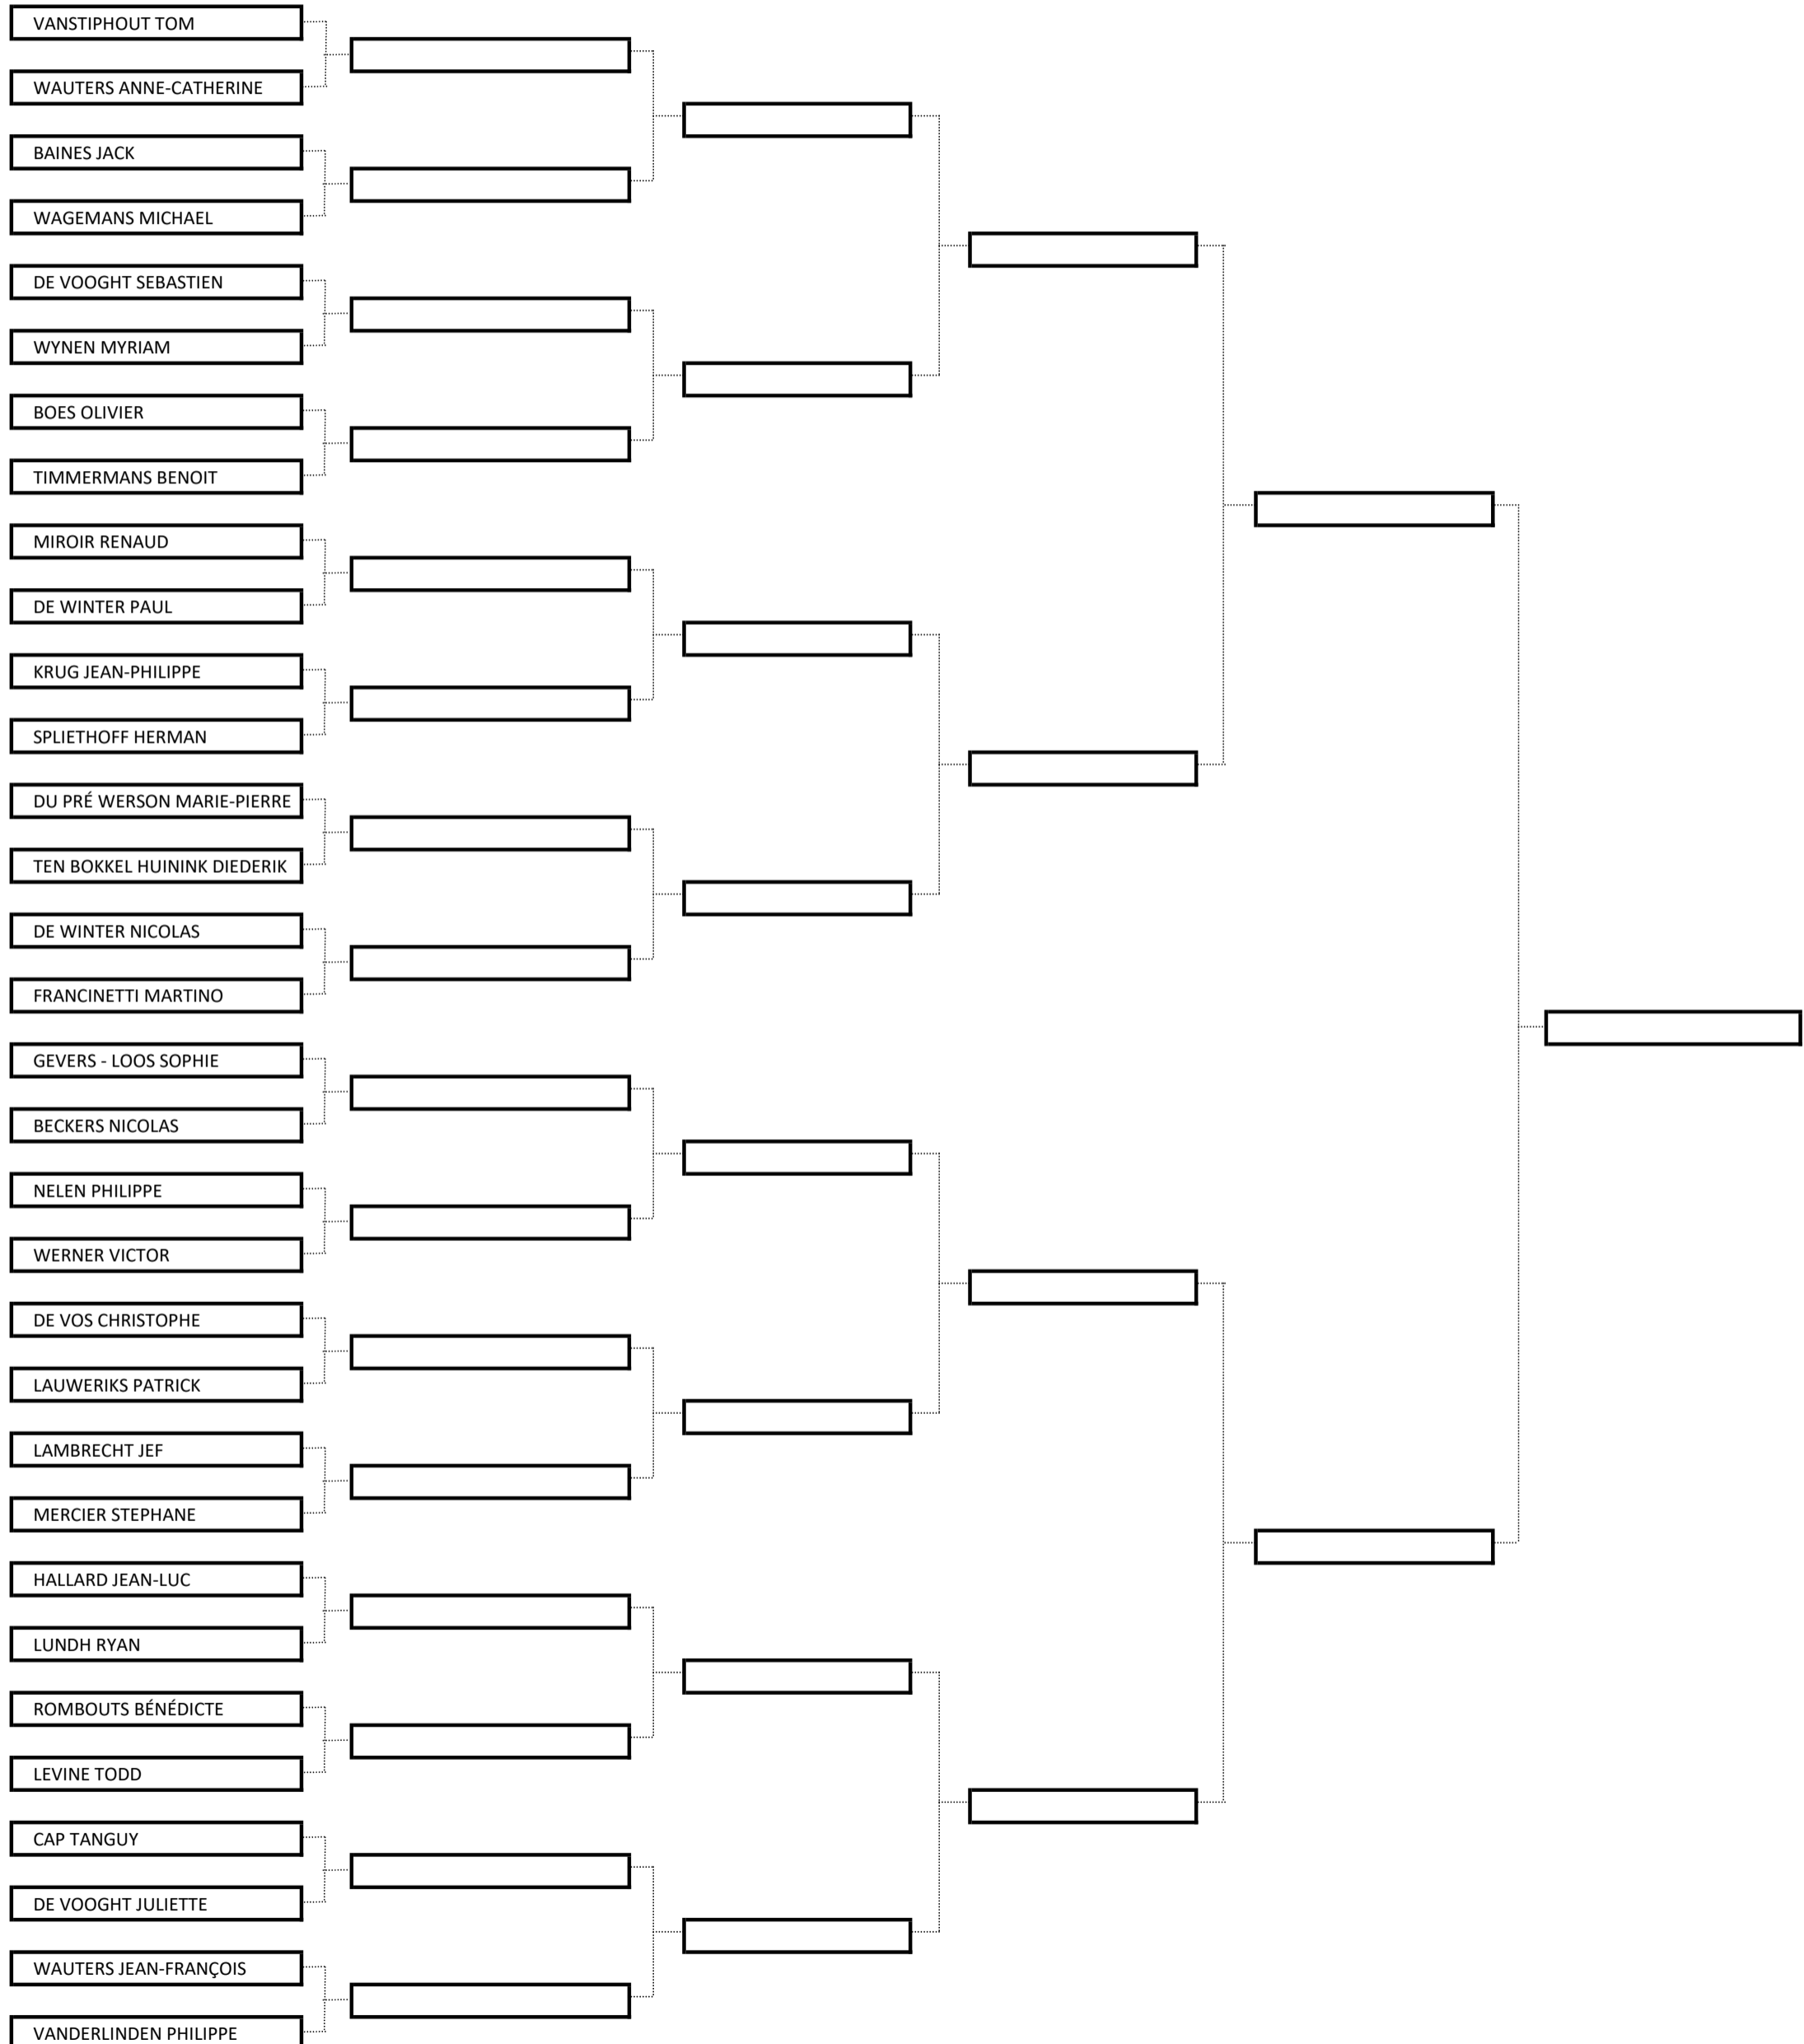 VANSTIPHOUT TOM
WAUTERS ANNE-CATHERINE
BAINES JACK
WAGEMANS MICHAEL
DE VOOGHT SEBASTIEN
WYNEN MYRIAM
BOES OLIVIER
TIMMERMANS BENOIT
MIROIR RENAUD
DE WINTER PAUL
KRUG JEAN-PHILIPPE
SPLIETHOFF HERMAN
DU PRÉ WERSON MARIE-PIERRE
TEN BOKKEL HUININK DIEDERIK
DE WINTER NICOLAS
FRANCINETTI MARTINO
GEVERS - LOOS SOPHIE
BECKERS NICOLAS
NELEN PHILIPPE
WERNER VICTOR
DE VOS CHRISTOPHE
LAUWERIKS PATRICK
LAMBRECHT JEF
MERCIER STEPHANE
HALLARD JEAN-LUC
LUNDH RYAN
ROMBOUTS BÉNÉDICTE
LEVINE TODD
CAP TANGUY
DE VOOGHT JULIETTE
WAUTERS JEAN-FRANÇOIS
VANDERLINDEN PHILIPPE